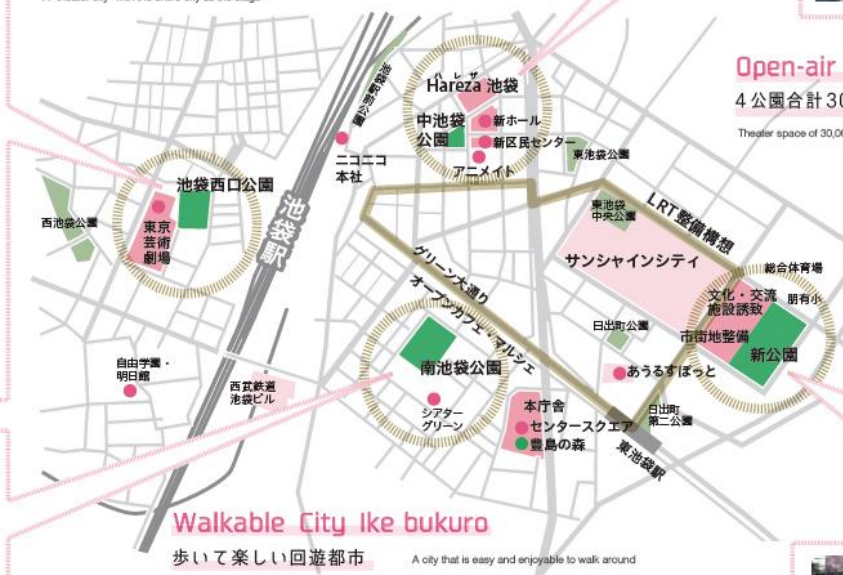 Open-air
4公園合計30
Theater space of 30,00
池袋駅前公園
ハレザ
Hareza 池袋
中池袋
公園
新ホール
新区民センター
アニメイト
ニコニコ
本社
東池袋公園
池袋西口公園
西池袋公園
東京
芸術
劇場
池袋駅
東池袋
中央公園
LRT整備構想
サンシャインシティ
総合体育場
文化・交流
施設誘致
朋有小
市街地整備
新公園
グリーン大通り
オープンカフェ・マルシェ
日出町公園
南池袋公園
あうるすぽっと
自由学園・
明日館
西武鉄道
池袋ビル
シアター
グリーン
本庁舎
センタースクエア
豊島の森
日出町
第二公園
東池袋駅
Walkable City Ike bukuro
歩いて楽しい回遊都市
A city that is easy and enjoyable to walk around